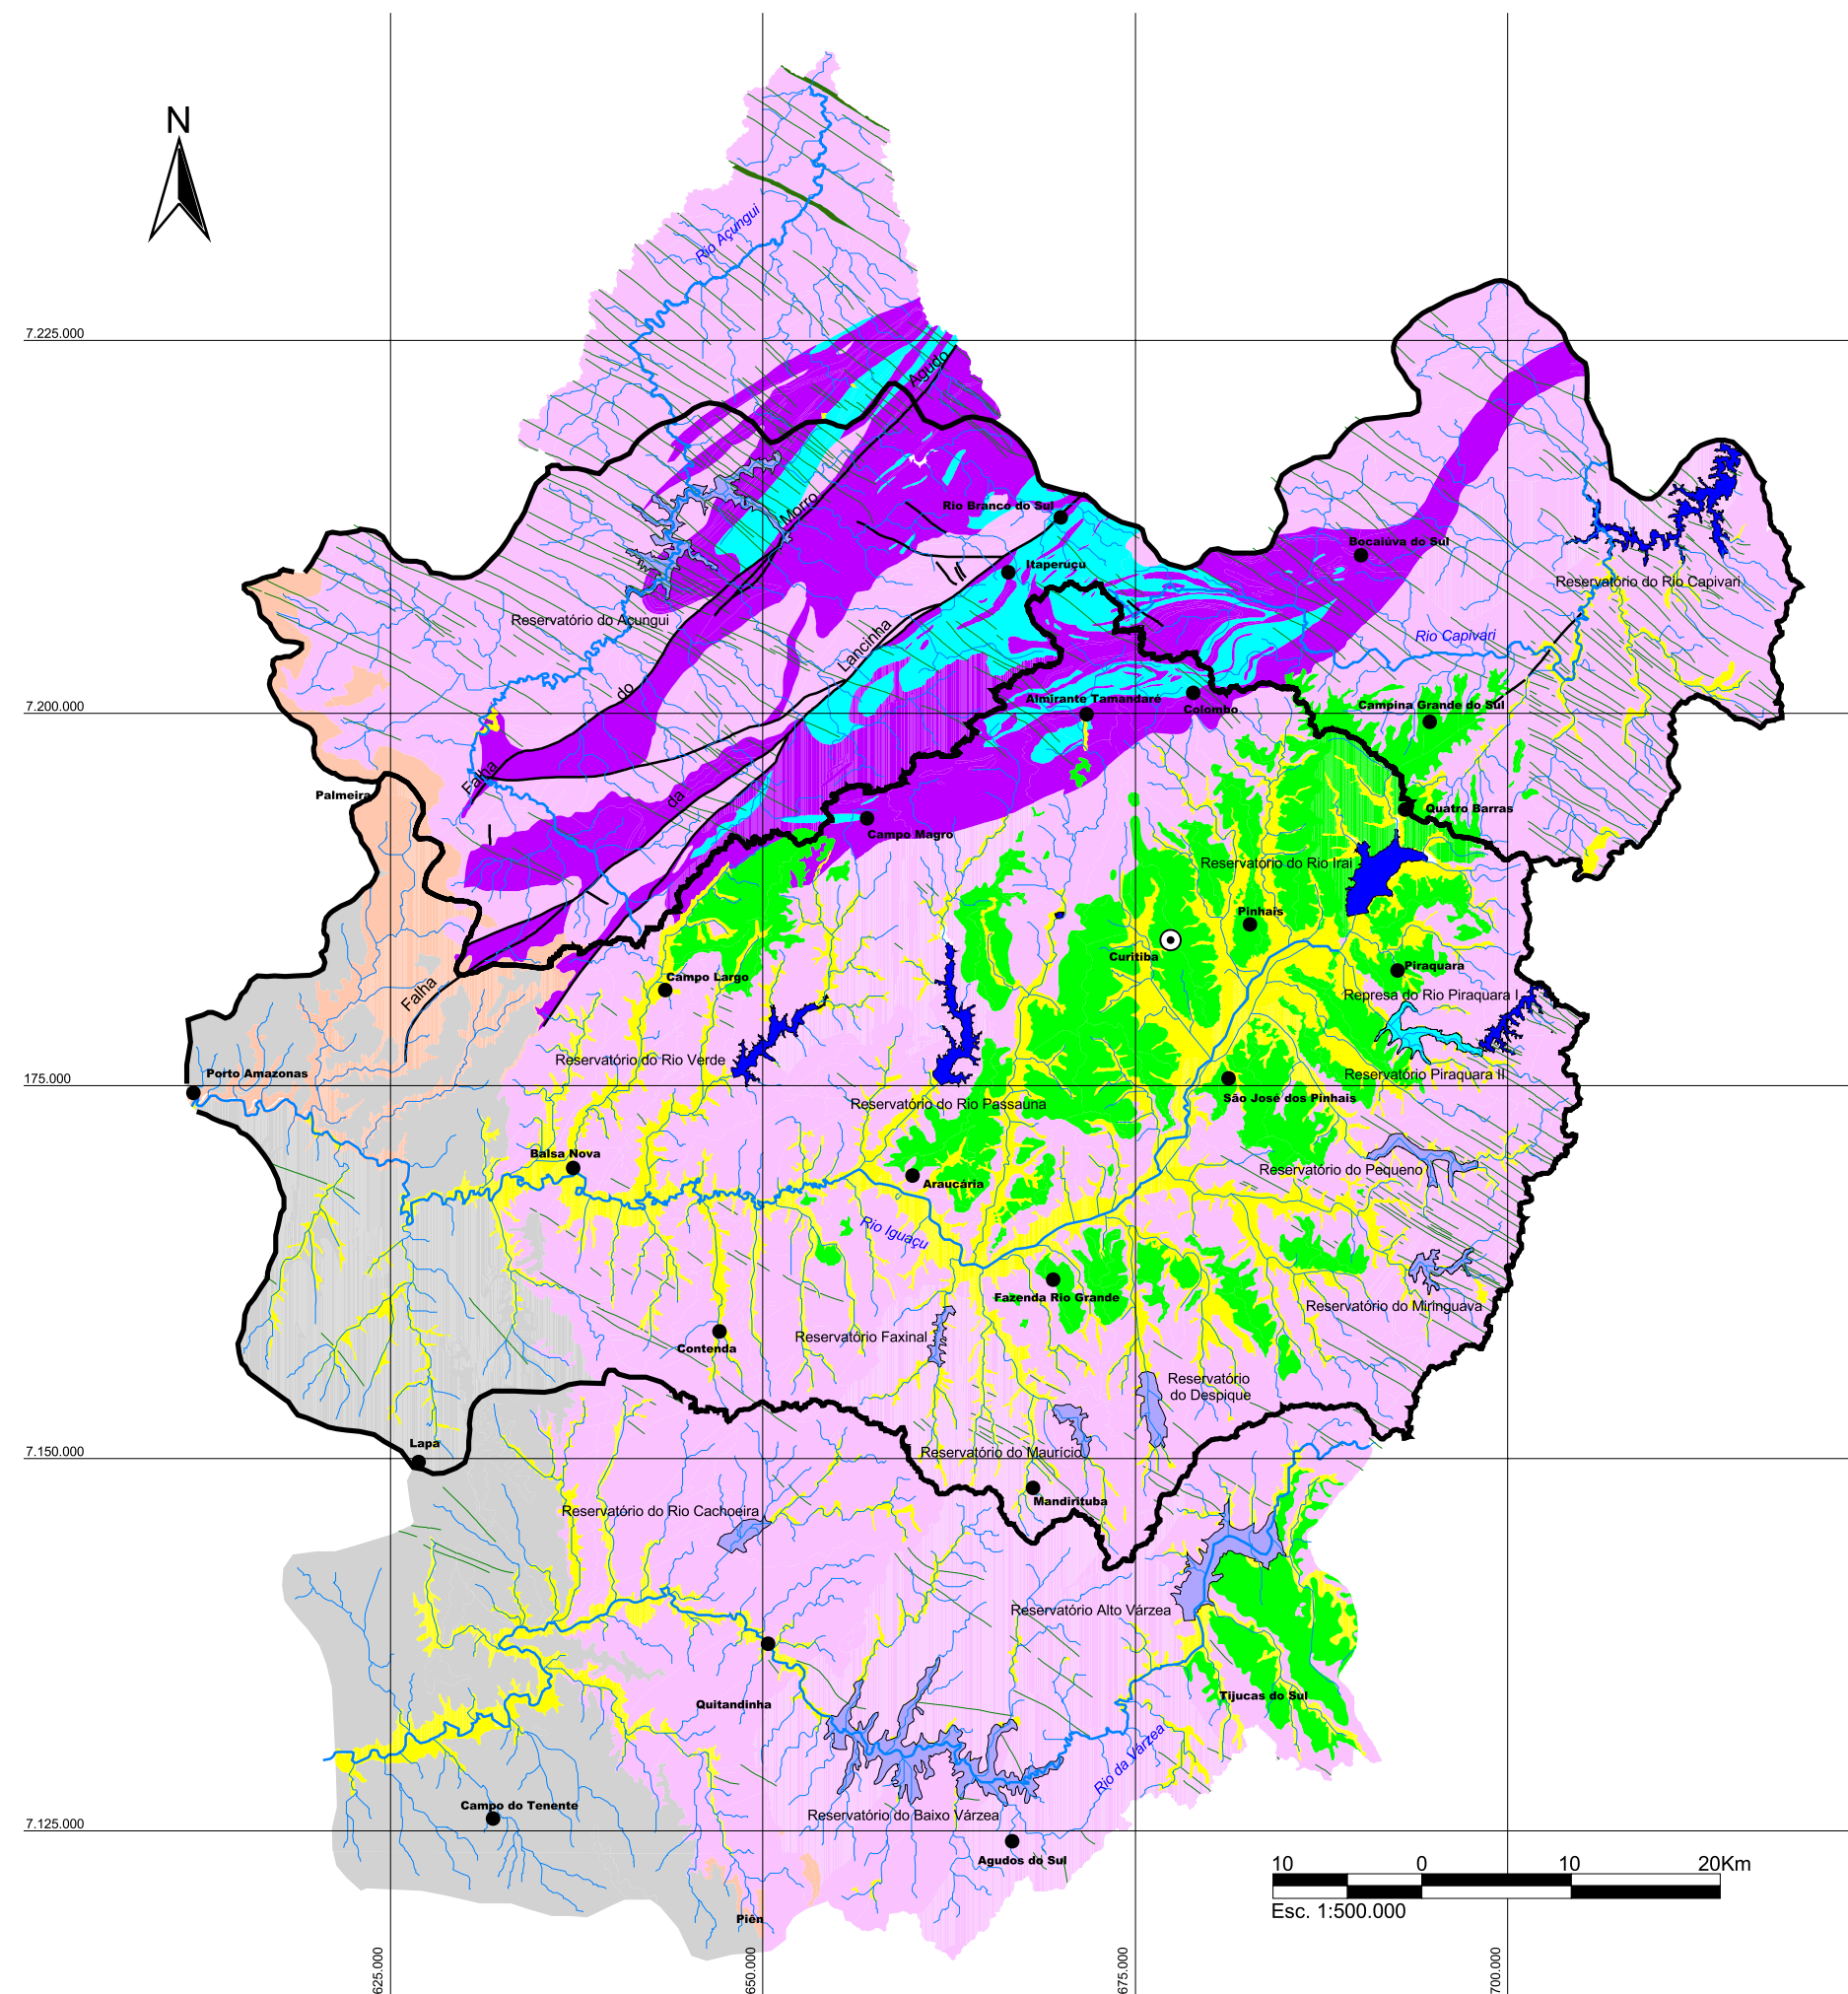 N
Rio Açungui
7.225.000
Agudo
Morro
Rio Branco do Sul
Bocaiúva do Sul
Itaperuçu
Reservatório do Rio Capivari
Reservatório do Açungui
Rio Capivari
Lancinha
do
Almirante Tamandaré
Colombo
Campina Grande do Sul
7.200.000
Falha
Palmeira
da
Quatro Barras
Campo Magro
Reservatório do Rio Irai
Pinhais
Curitiba
Piraquara
Campo Largo
Falha
Represa do Rio Piraquara I
Reservatório do Rio Verde
Porto Amazonas
Reservatório Piraquara II
175.000
Reservatório do Rio Passauna
São José dos Pinhais
Balsa Nova
Reservatório do Pequeno
Araucária
Rio Iguaçu
Fazenda Rio Grande
Reservatório do Miringuava
Reservatório Faxinal
Contenda
Reservatório
do Despique
Lapa
7.150.000
Reservatório do Maurício
Mandirituba
Reservatório do Rio Cachoeira
Reservatório Alto Várzea
Tijucas do Sul
Quitandinha
Rio da Várzea
Campo do Tenente
Reservatório do Baixo Várzea
7.125.000
Agudos do Sul
10 0 10 20Km
Esc. 1:500.000
Piên
625.000
650.000
675.000
700.000